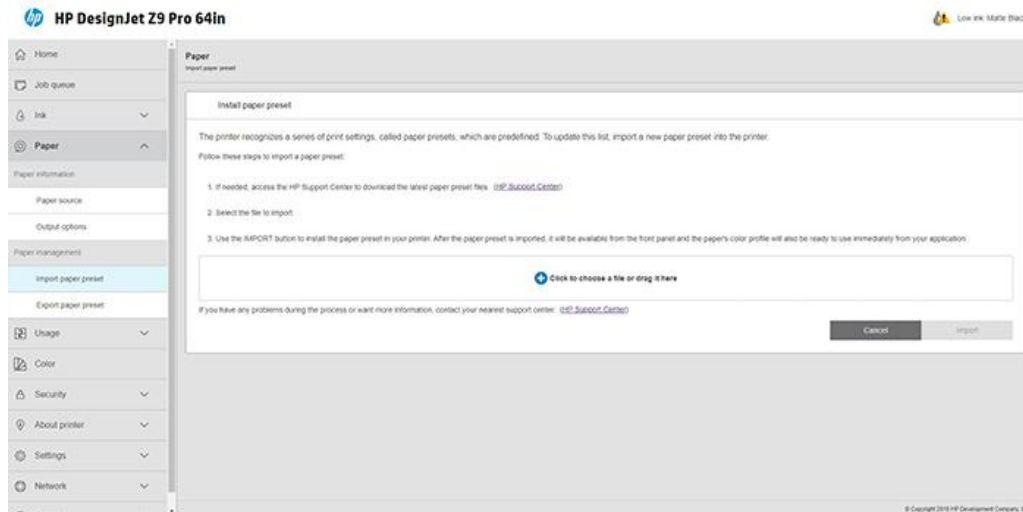 HP DesignJet Z9 Pro 64in
Low ink: Matte Blac
Home
Job queue
Ink
Paper
Paper information
Paper source
Output options
Paper management
Import paper preset
Export paper preset
Usage
Color
Security
About printer
Settings
Network
Paper
Import paper preset
Install paper preset
The printer recognizes a series of print settings, called paper presets, which are predefined. To update this list, import a new paper preset into the printer.
Follow these steps to import a paper preset:
1. If needed, access the HP Support Center to download the latest paper preset files. (HP Support Center)
2. Select the file to import.
3. Use the IMPORT button to install the paper preset in your printer. After the paper preset is imported, it will be available from the front panel and the paper's color profile will also be ready to use immediately from your application.
Click to choose a file or drag it here
If you have any problems during the process or want more information, contact your nearest support center. (HP Support Center)
Cancel
Import
© Copyright 2018 HP Development Company, L